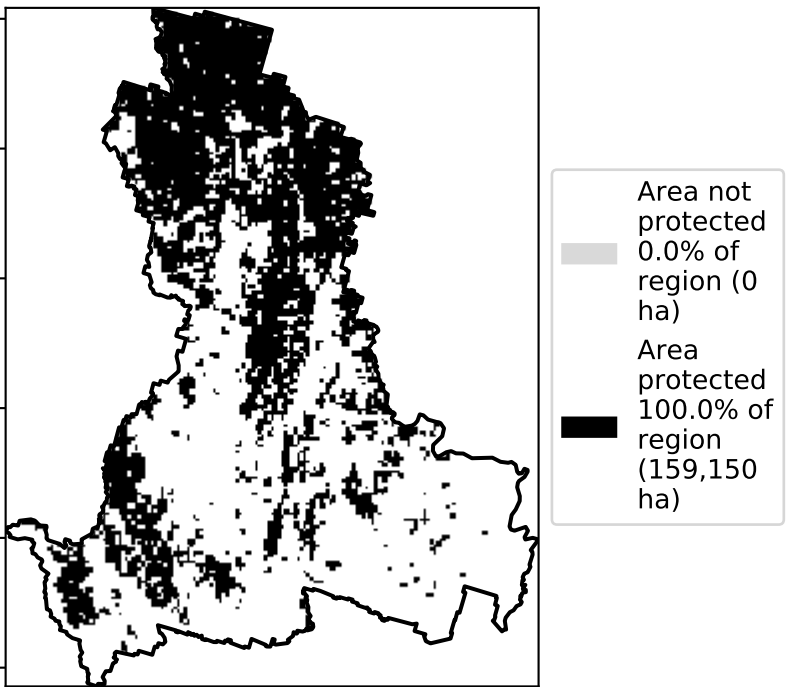 Area not
protected
0.0% of
region (0
ha)
Area
protected
100.0% of
region
(159,150
ha)